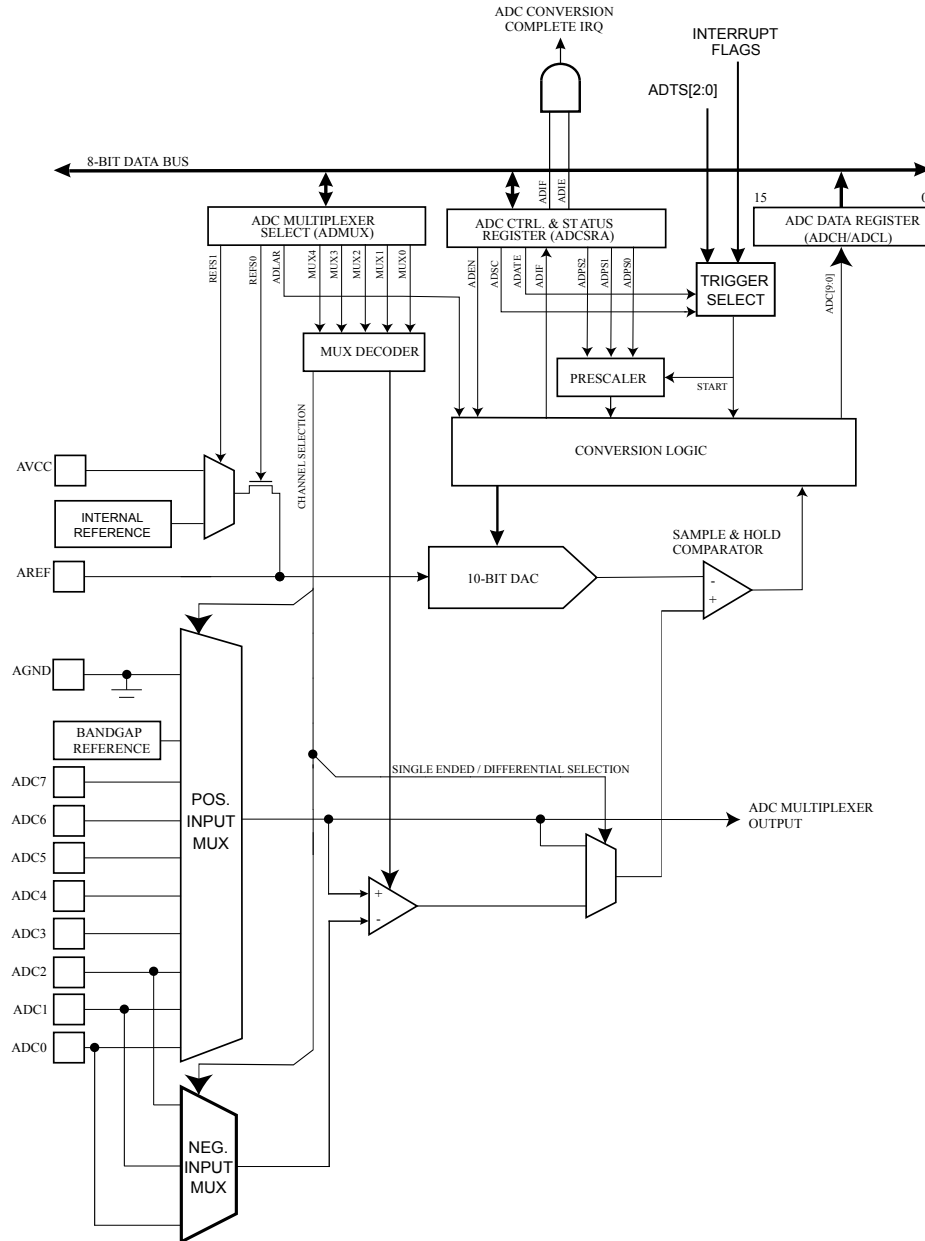 ADC CONVERSION
COMPLETE IRQ
INTERRUPT
FLAGS
ADTS[2:0]
8-BIT DATA BUS
ADIF
ADIE
15
0
ADC MULTIPLEXER
SELECT (ADMUX)
ADC CTRL. & STATUS
REGISTER (ADCSRA)
ADC DATA REGISTER
(ADCH/ADCL)
REFS1
REFS0
ADLAR
MUX4
MUX3
MUX2
MUX1
MUX0
ADEN
ADSC
ADATE
ADIF
ADPS2
ADPS1
ADPS0
ADC[9:0]
TRIGGER
SELECT
MUX DECODER
PRESCALER
START
CHANNEL SELECTION
CONVERSION LOGIC
AVCC
INTERNAL
REFERENCE
SAMPLE & HOLD
COMPARATOR
AREF
10-BIT DAC
-
+
AGND
BANDGAP
REFERENCE
SINGLE ENDED / DIFFERENTIAL SELECTION
ADC7
ADC6
ADC5
ADC4
ADC3
ADC2
ADC1
ADC0
POS.
INPUT
MUX
ADC MULTIPLEXER
OUTPUT
+
-
NEG.
INPUT
MUX